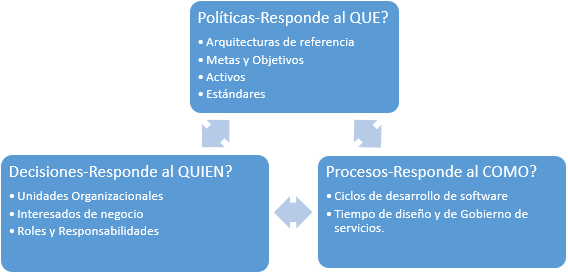 Políticas-Responde al QUE?
• Arquitecturas de referencia
• Metas y Objetivos
• Activos
• Estándares
Decisiones-Responde al QUIEN?
• Unidades Organizacionales
• Interesados de negocio
• Roles y Responsabilidades
Procesos-Responde al COMO?
• Ciclos de desarrollo de software
• Tiempo de diseño y de Gobierno de
servicios.